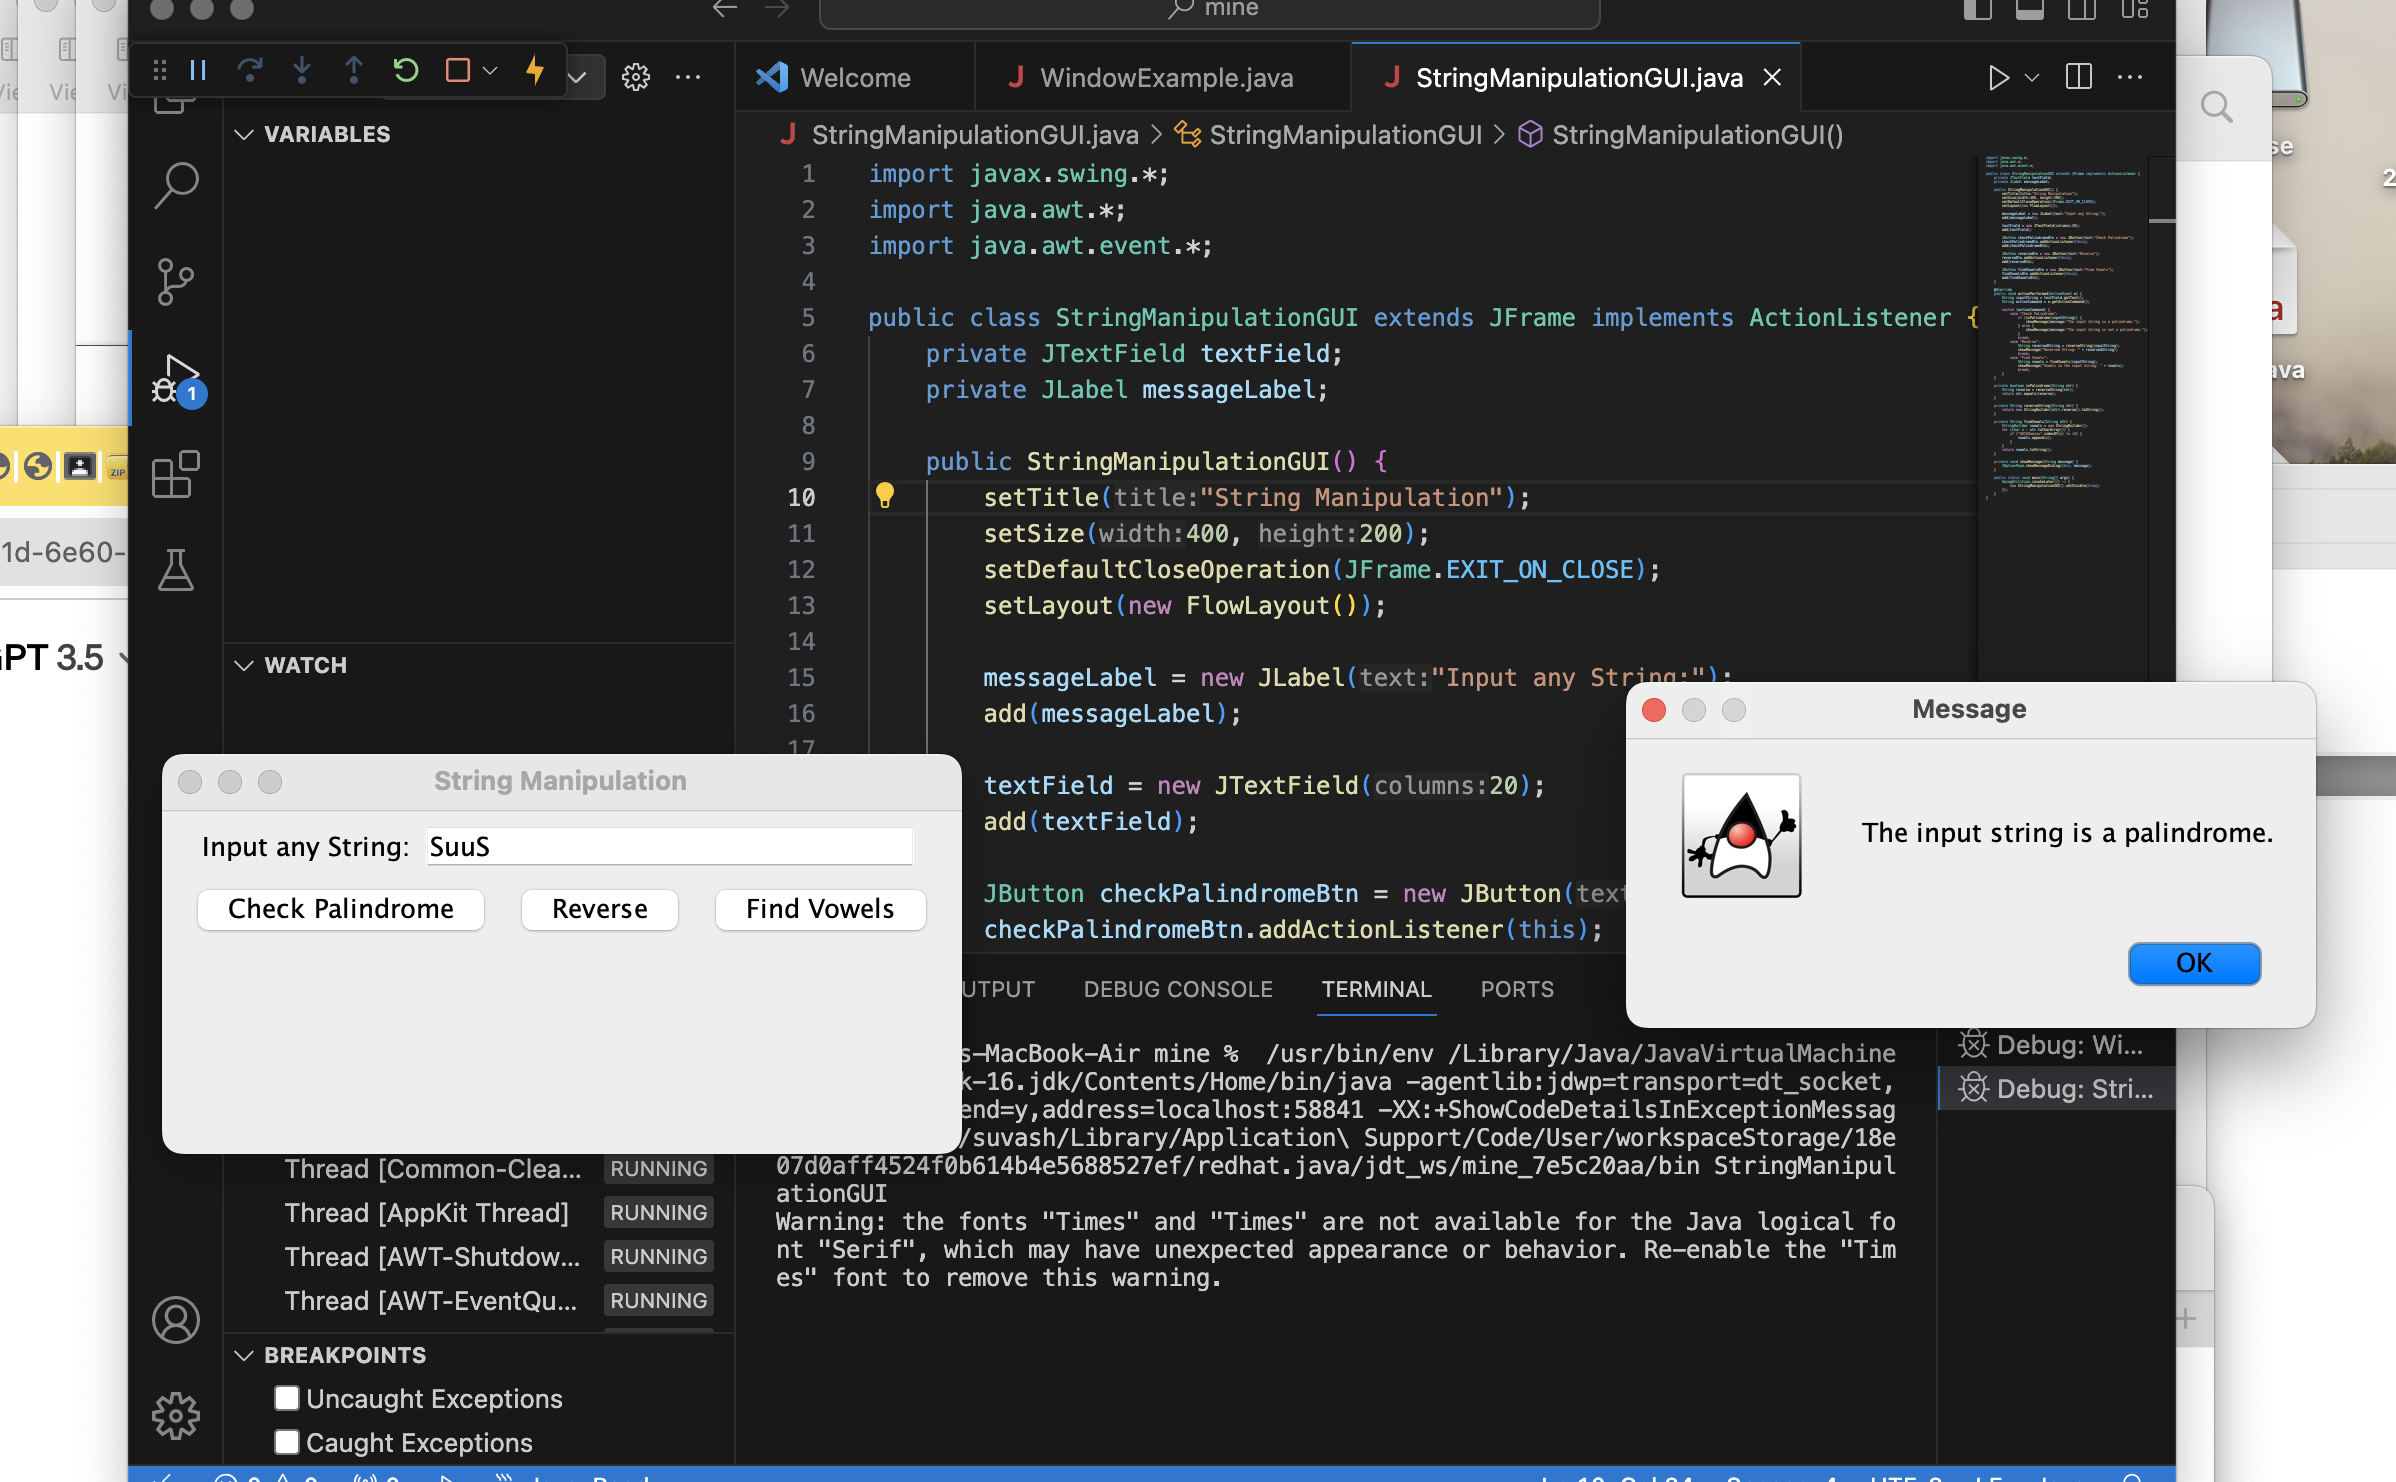 mine
Welcome
WindowExample.java
StringManipulationGUI.java
StringManipulationGUI.java > StringManipulationGUI > StringManipulationGUI()
VARIABLES
1 import javax.swing.*;
2 import java.awt.*;
3 import java.awt.event.*;
4
5 public class StringManipulationGUI extends JFrame implements ActionListener {
6 private JTextField textField;
7 private JLabel messageLabel;
8
9 public StringManipulationGUI() {
10 setTitle(title:"String Manipulation");
11 setSize(width:400, height:200);
12 setDefaultCloseOperation(JFrame.EXIT_ON_CLOSE);
13 setLayout(new FlowLayout());
14
15 messageLabel = new JLabel(text:"Input any String:");
16 add(messageLabel);
17
textField = new JTextField(columns:20);
add(textField);
JButton checkPalindromeBtn = new JButton(text
checkPalindromeBtn.addActionListener(this);
1
1d-6e60-
GPT 3.5
ZIP
WATCH
String Manipulation
Input any String: SuuS
Check Palindrome
Reverse
Find Vowels
Message
The input string is a palindrome.
OK
UTPUT
DEBUG CONSOLE
TERMINAL
PORTS
s-MacBook-Air mine % /usr/bin/env /Library/Java/JavaVirtualMachine
k-16.jdk/Contents/Home/bin/java -agentlib:jdwp=transport=dt_socket,
end=y,address=localhost:58841 -XX:+ShowCodeDetailsInExceptionMessag
/suvash/Library/Application\ Support/Code/User/workspaceStorage/18e
07d0aff4524f0b614b4e5688527ef/redhat.java/jdt_ws/mine_7e5c20aa/bin StringManipul
ationGUI
Warning: the fonts "Times" and "Times" are not available for the Java logical fo
nt "Serif", which may have unexpected appearance or behavior. Re-enable the "Tim
es" font to remove this warning.
Debug: Wi...
Debug: Stri...
Thread [Common-Clea... RUNNING
Thread [AppKit Thread] RUNNING
Thread [AWT-Shutdow... RUNNING
Thread [AWT-EventQu... RUNNING
BREAKPOINTS
Uncaught Exceptions
Caught Exceptions